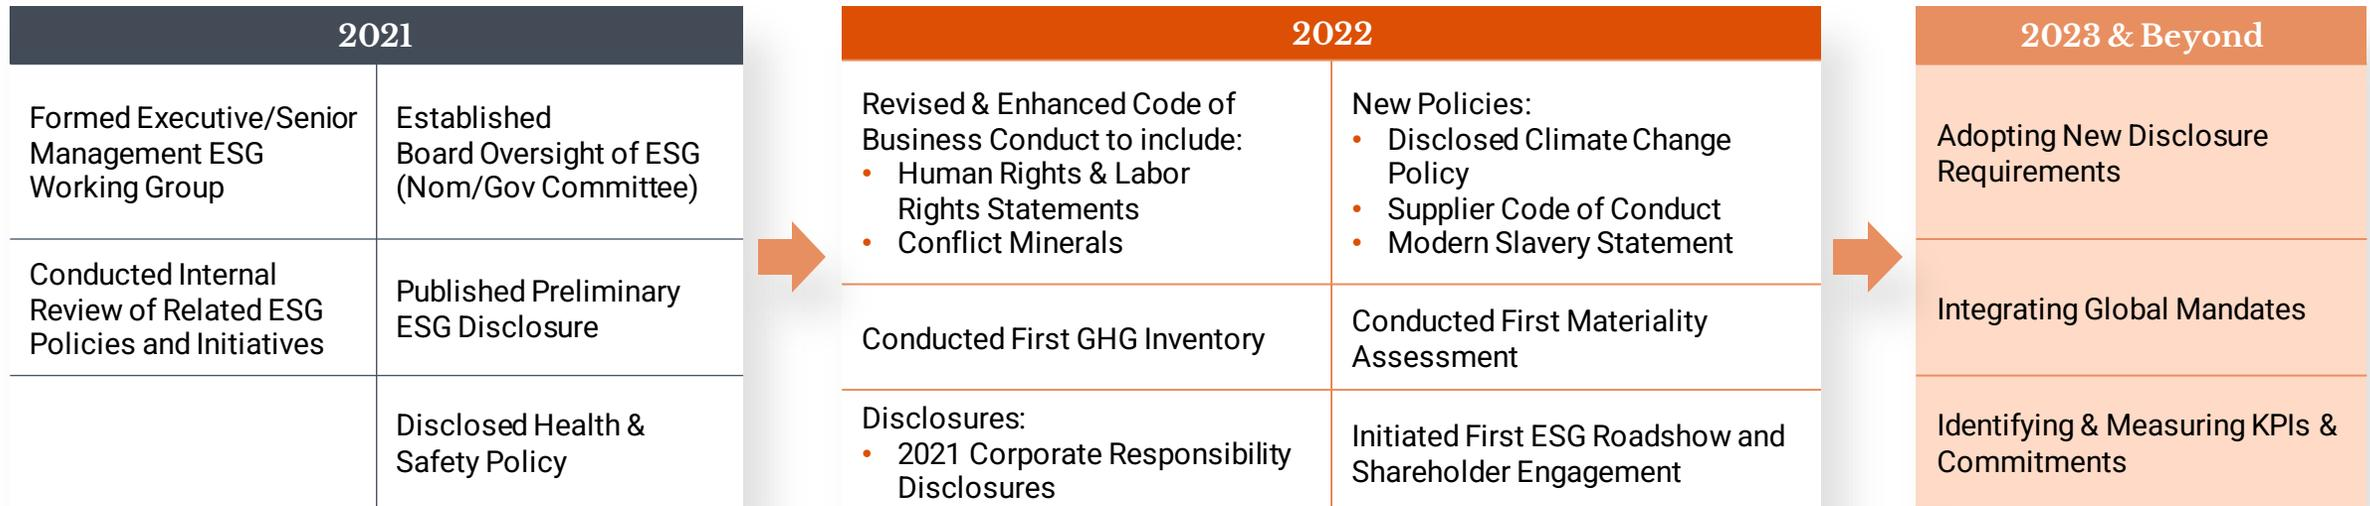 2021
Formed Executive/Senior
Management ESG
Working Group
Established
Board Oversight of ESG
(Nom/Gov Committee)
Conducted Internal
Review of Related ESG
Policies and Initiatives
Published Preliminary
ESG Disclosure
Disclosed Health &
Safety Policy
2022
Revised & Enhanced Code of
Business Conduct to include:
• Human Rights & Labor
Rights Statements
• Conflict Minerals
New Policies:
• Disclosed Climate Change
Policy
• Supplier Code of Conduct
• Modern Slavery Statement
Conducted First GHG Inventory
Conducted First Materiality
Assessment
Disclosures:
• 2021 Corporate Responsibility
Disclosures
Initiated First ESG Roadshow and
Shareholder Engagement
2023 & Beyond
Adopting New Disclosure
Requirements
Integrating Global Mandates
Identifying & Measuring KPIs &
Commitments